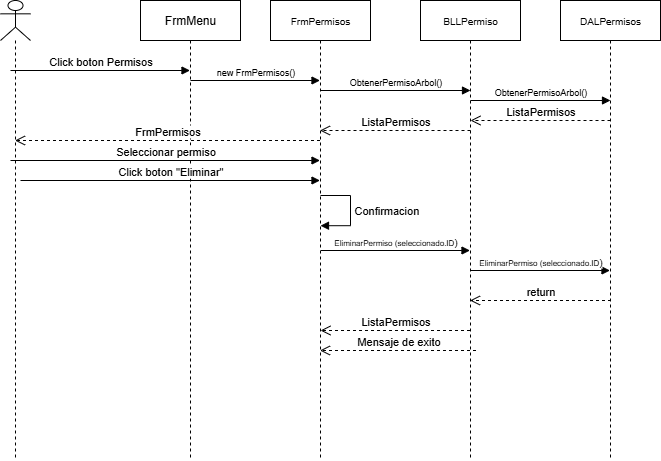 FrmMenu
FrmPermisos
BLLPermiso
DALPermisos
Click boton Permisos
new FrmPermisos()
ObtenerPermisoArbol()
ObtenerPermisoArbol()
ListaPermisos
ListaPermisos
FrmPermisos
Seleccionar permiso
Click boton "Eliminar"
Confirmacion
EliminarPermiso (seleccionado.ID)
EliminarPermiso (seleccionado.ID)
return
ListaPermisos
Mensaje de exito